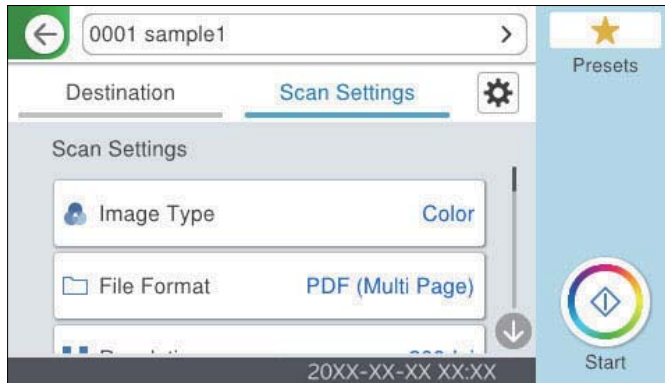 0001 sample1
Presets
Destination
Scan Settings
Scan Settings
Image Type
Color
File Format
PDF (Multi Page)
20XX-XX-XX XX:XX
Start